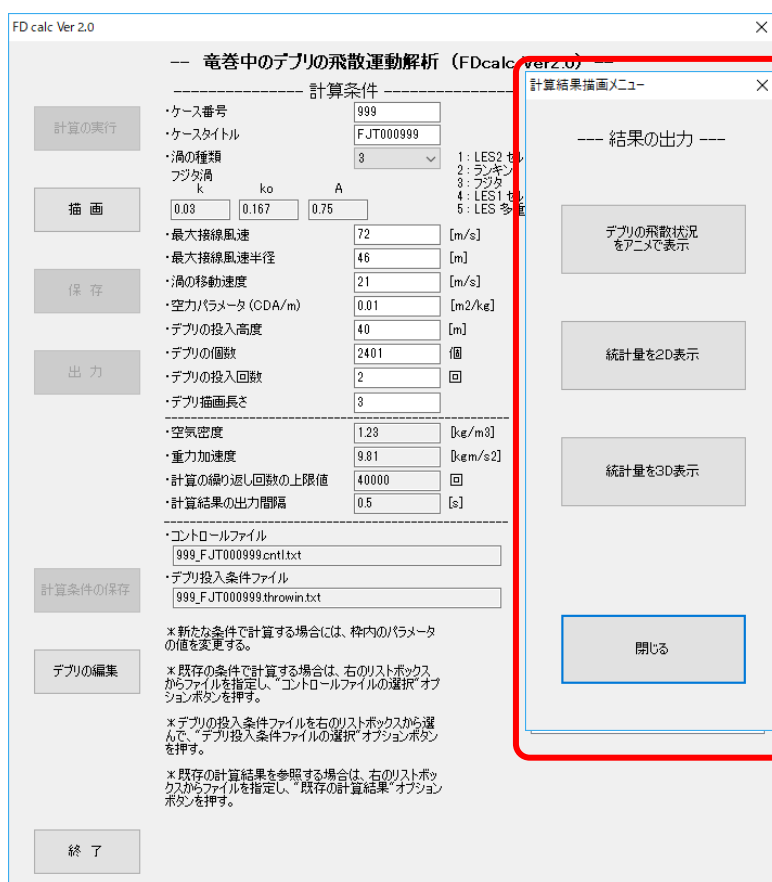 FD calc Ver 2.0
-- 竜巻中のデブリの飛散運動解析 (FDcalc Ver2.0) --
--------------- 計算条件 ---------------
計算の実行
描 画
保 存
出 力
計算条件の保存
デブリの編集
終 了
・ケース番号 999
・ケースタイトル FJT000999
・渦の種類 3
フジタ渦
k ko A
0.03 0.167 0.75
1 : LES2 セル
2 : ランキン
3 : フジタ
4 : LES1 セル
5 : LES 多重
・最大接線風速 72 [m/s]
・最大接線風速半径 46 [m]
・渦の移動速度 21 [m/s]
・空力パラメータ (CDA/m) 0.01 [m2/kg]
・デブリの投入高度 40 [m]
・デブリの個数 2401 個
・デブリの投入回数 2 回
・デブリ描画長さ 3
・空気密度 1.23 [kg/m3]
・重力加速度 9.81 [kgm/s2]
・計算の繰り返し回数の上限値 40000 回
・計算結果の出力間隔 0.5 [s]
・コントロールファイル
999_FJT000999.cntl.txt
・デブリ投入条件ファイル
999_FJT000999.throwin.txt
*新たな条件で計算する場合には、枠内のパラメータ
の値を変更する。
*既存の条件で計算する場合は、右のリストボックス
からファイルを指定し、"コントロールファイルの選択"オプ
ションボタンを押す。
*デブリの投入条件ファイルを右のリストボックスから選
んで、"デブリ投入条件ファイルの選択"オプションボタン
を押す。
*既存の計算結果を参照する場合は、右のリストボッ
クスからファイルを指定し、"既存の計算結果"オプション
ボタンを押す。
計算結果描画メニュー
--- 結果の出力 ---
デブリの飛散状況
をアニメで表示
統計量を2D表示
統計量を3D表示
閉じる